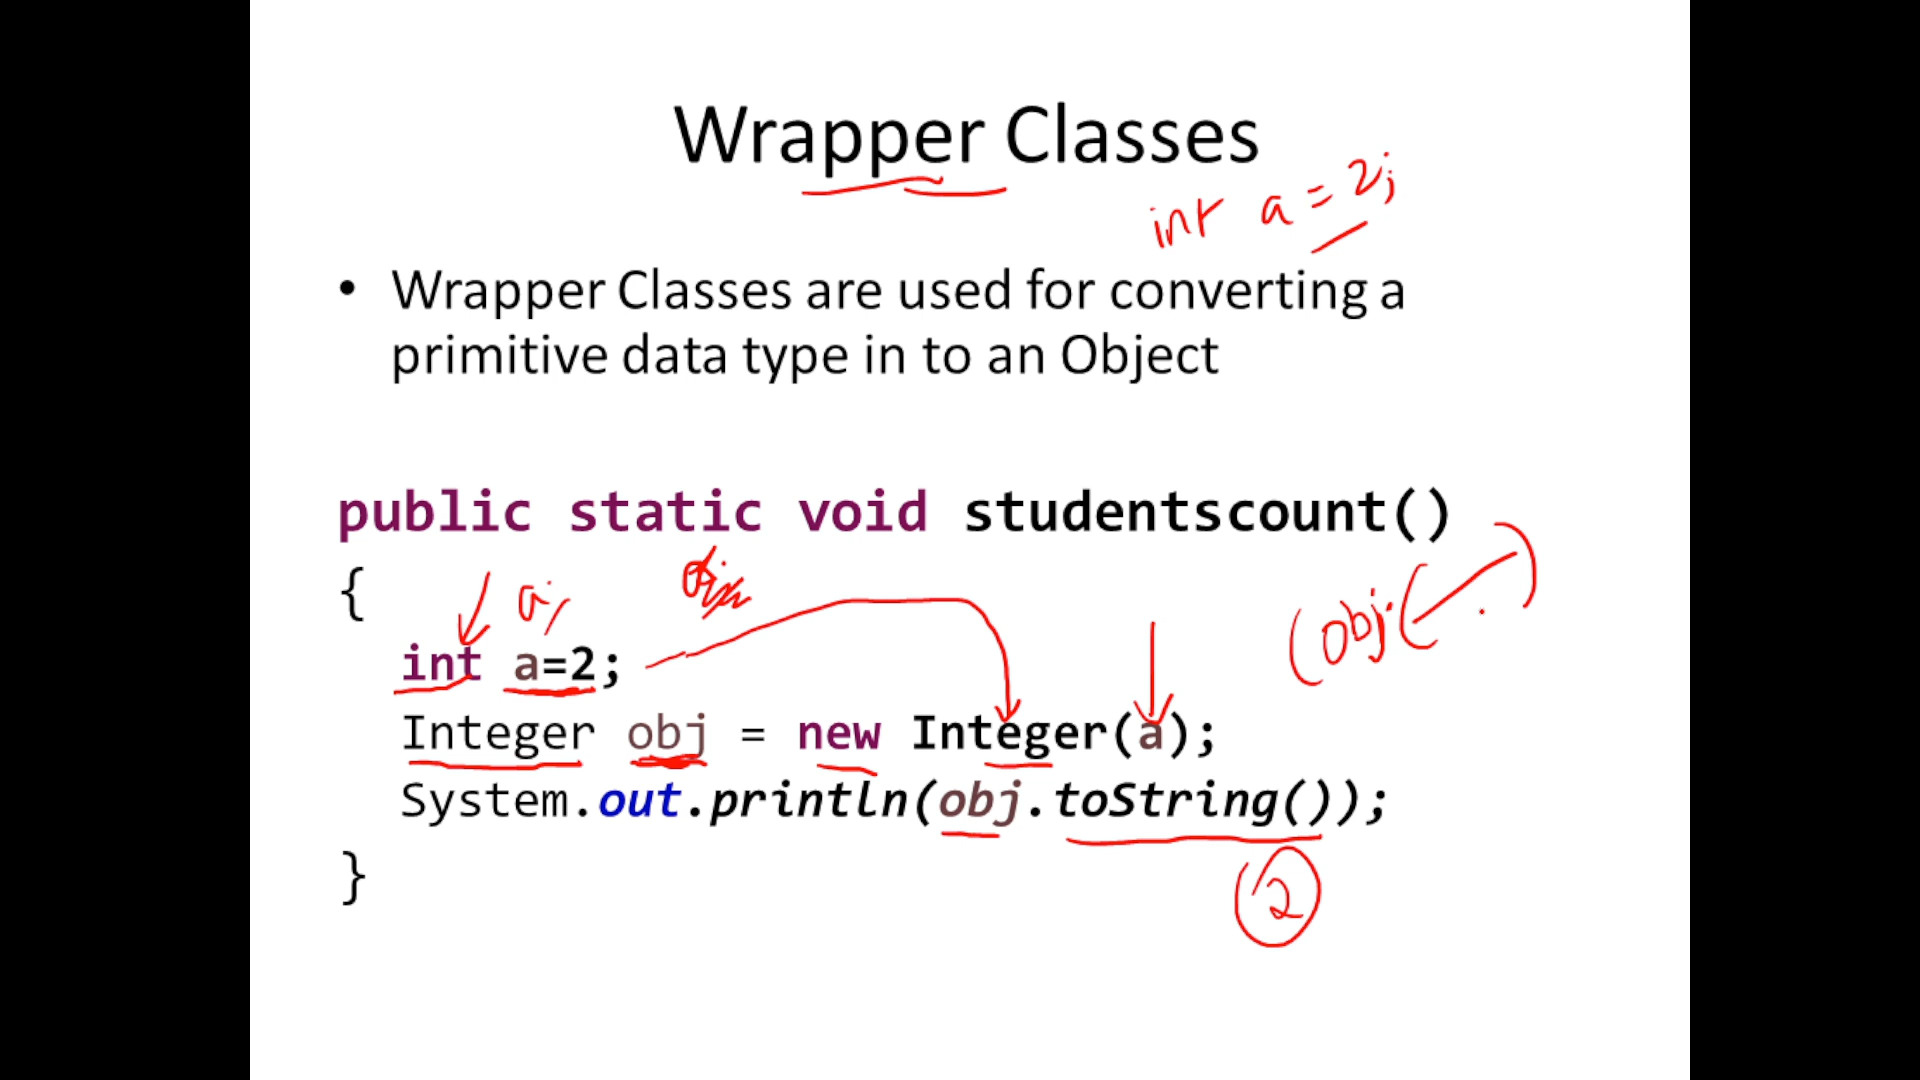 Wrapper Classes
int a = 2;
• Wrapper Classes are used for converting a
primitive data type in to an Object
public static void studentscount()
{
a;
(obj( . )
int a=2;
Integer obj = new Integer(a);
System.out.println(obj.toString());
}
2